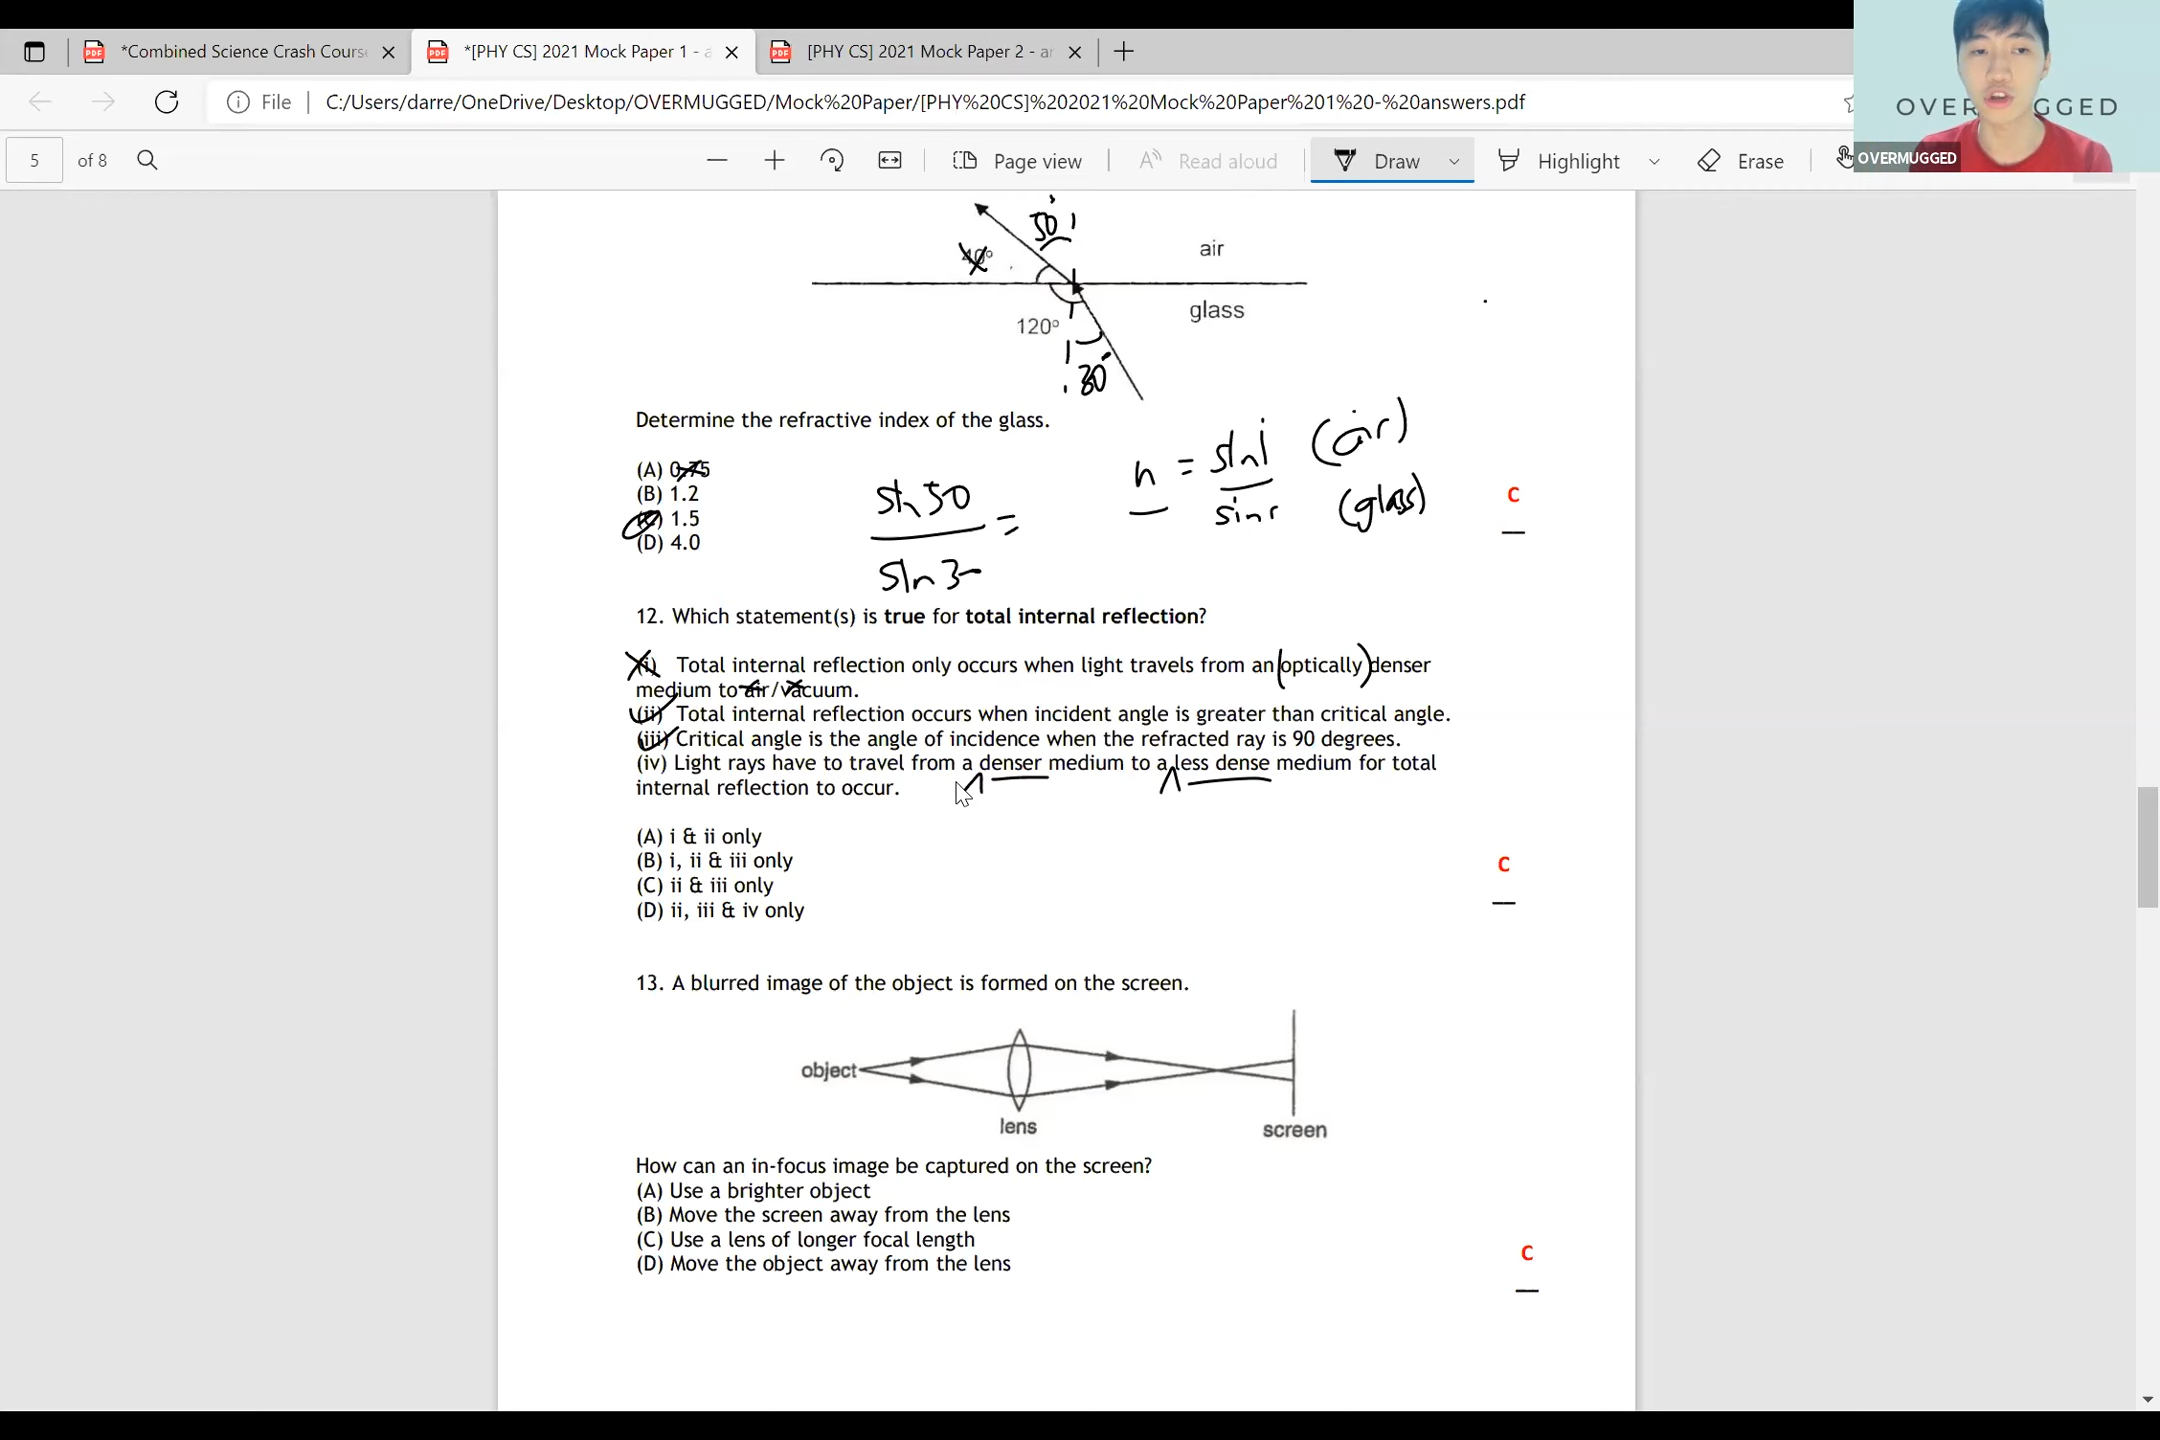 *Combined Science Crash Cours
*[PHY CS] 2021 Mock Paper 1 - a
[PHY CS] 2021 Mock Paper 2 - ar
OVERMUGGED
File
C:/Users/darre/OneDrive/Desktop/OVERMUGGED/Mock%20Paper/[PHY%20CS]%202021%20Mock%20Paper%201%20-%20answers.pdf
OVERMUGGED
5 of 8
Page view
Read aloud
Draw
Highlight
Erase
50°
40°
air
glass
120°
30°
Determine the refractive index of the glass.
(A) 0.75
(B) 1.2
(C) 1.5
(D) 4.0
C
sin 50
sin 30
=
n = sin i (air)
sin r (glass)
12. Which statement(s) is true for total internal reflection?
(i) Total internal reflection only occurs when light travels from an (optically) denser
medium to air/vacuum.
(ii) Total internal reflection occurs when incident angle is greater than critical angle.
(iii) Critical angle is the angle of incidence when the refracted ray is 90 degrees.
(iv) Light rays have to travel from a denser medium to a less dense medium for total
internal reflection to occur.
(A) i & ii only
(B) i, ii & iii only
(C) ii & iii only
(D) ii, iii & iv only
C
13. A blurred image of the object is formed on the screen.
object
lens
screen
How can an in-focus image be captured on the screen?
(A) Use a brighter object
(B) Move the screen away from the lens
(C) Use a lens of longer focal length
(D) Move the object away from the lens
C